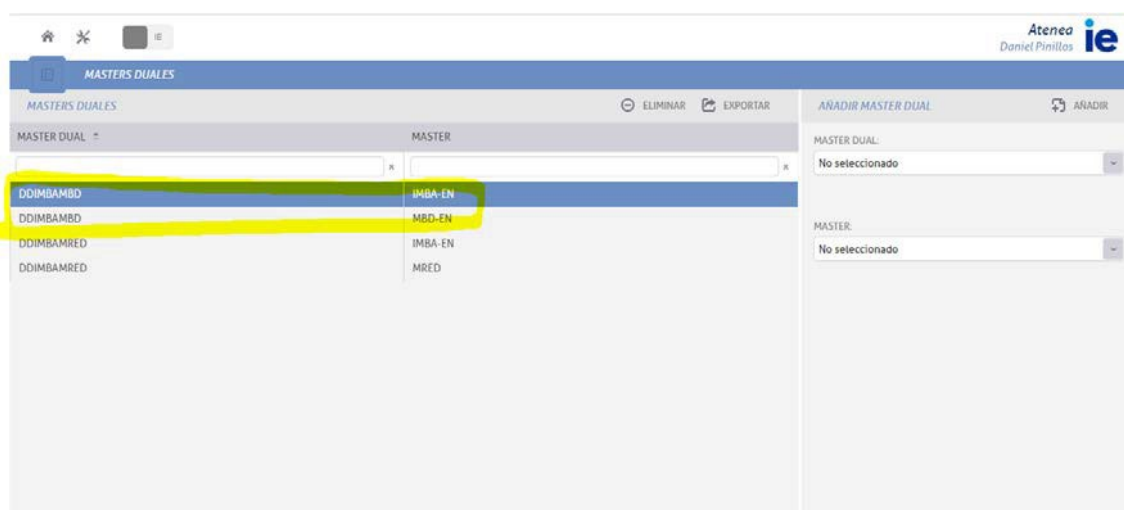 IE
Atenea
Daniel Pinillos
ie
MASTERS DUALES
MASTERS DUALES
ELIMINAR
EXPORTAR
AÑADIR MASTER DUAL
AÑADIR
MASTER DUAL
MASTER
MASTER DUAL:
No seleccionado
DDIMBAMBD IMBA-EN
DDIMBAMBD MBD-EN
DDIMBAMRED IMBA-EN
DDIMBAMRED MRED
MASTER:
No seleccionado